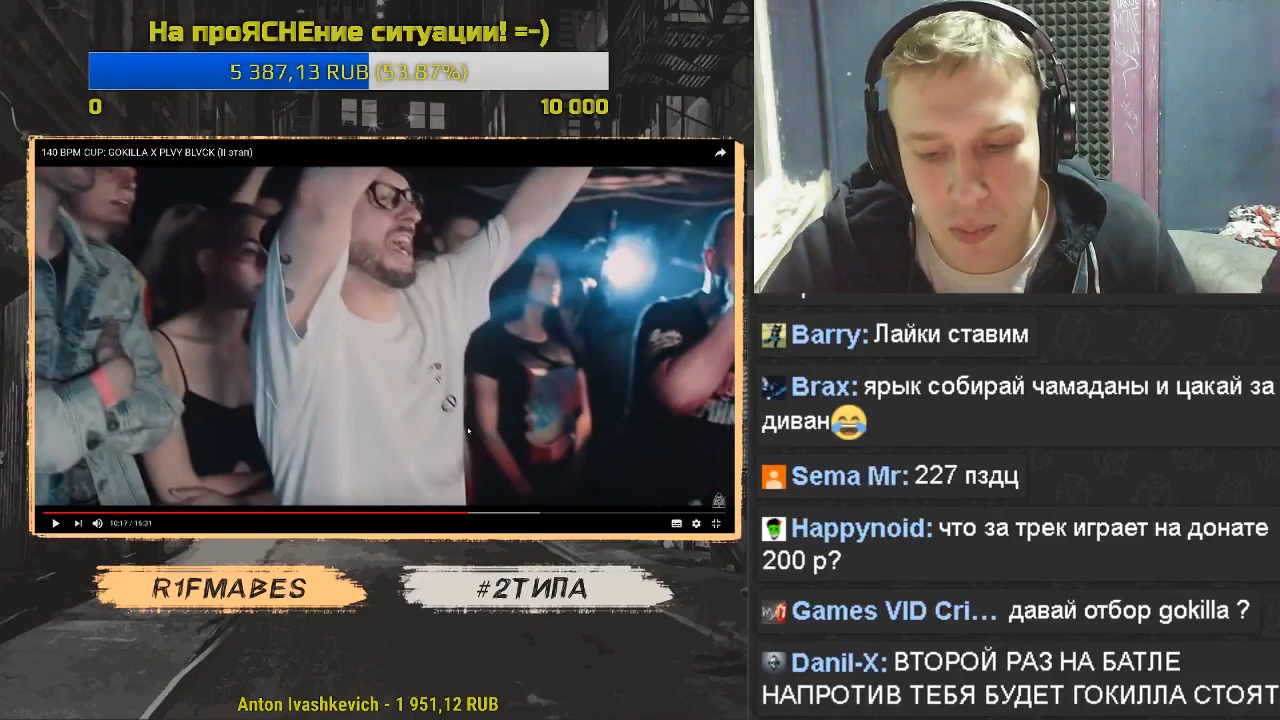 На проЯСНЕние ситуации! =-)
5 387,13 RUB (53.87%)
0
10 000
140 BPM CUP: GOKILLA X PLVY BLVCK (II этап)
10:17 / 16:31
R1FMABES
#2ТИПА
Anton Ivashkevich - 1 951,12 RUB
Barry: Лайки ставим
Brax: ярык собирай чамаданы и цакай за
диван😂
Sema Mr: 227 пздц
Happynoid: что за трек играет на донате
200 р?
Games VID Cri... давай отбор gokilla ?
Danil-X: ВТОРОЙ РАЗ НА БАТЛЕ
НАПРОТИВ ТЕБЯ БУДЕТ ГОКИЛЛА СТОЯТ